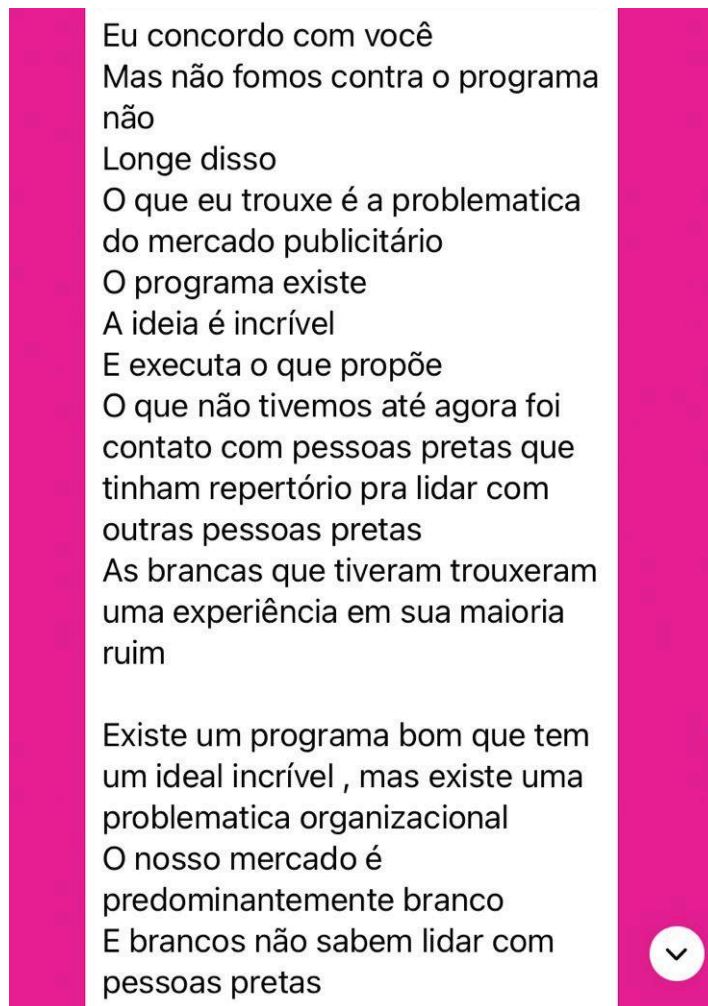 Eu concordo com você
Mas não fomos contra o programa
não
Longe disso
O que eu trouxe é a problematica
do mercado publicitário
O programa existe
A ideia é incrível
E executa o que propõe
O que não tivemos até agora foi
contato com pessoas pretas que
tinham repertório pra lidar com
outras pessoas pretas
As brancas que tiveram trouxeram
uma experiência em sua maioria
ruim

Existe um programa bom que tem
um ideal incrível , mas existe uma
problematica organizacional
O nosso mercado é
predominantemente branco
E brancos não sabem lidar com
pessoas pretas